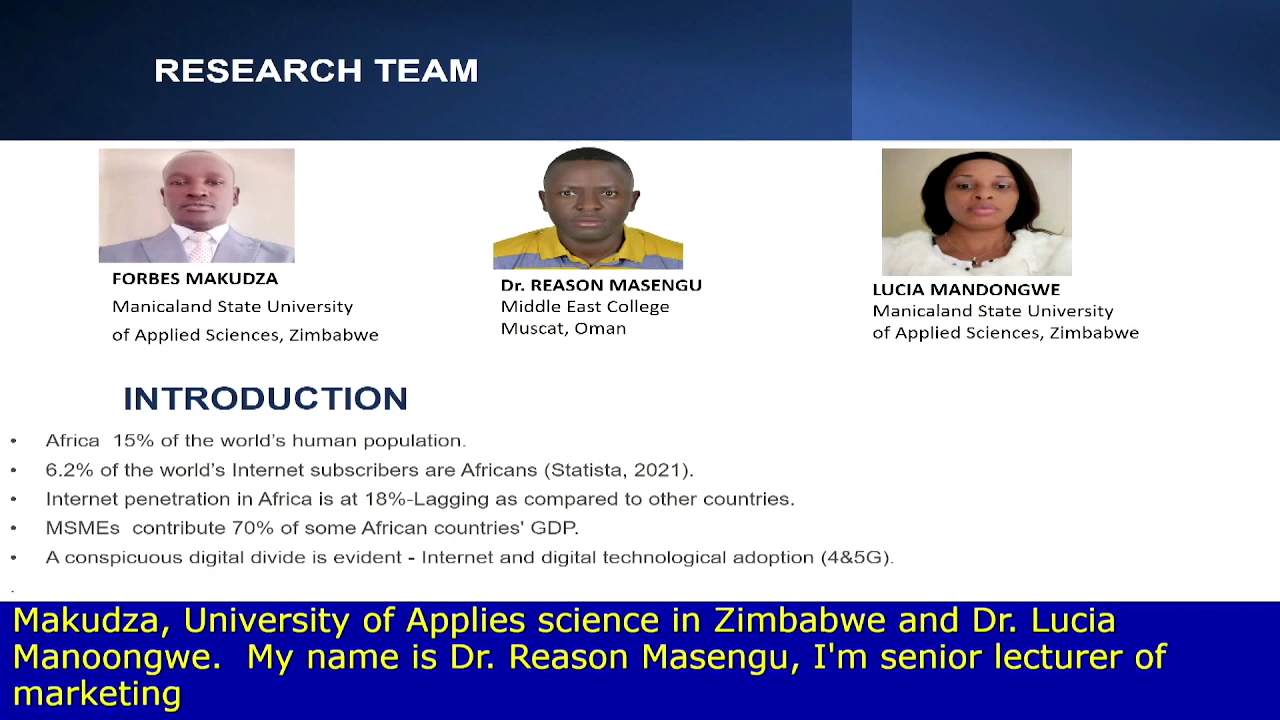 RESEARCH TEAM
FORBES MAKUDZA
Manicaland State University
of Applied Sciences, Zimbabwe
Dr. REASON MASENGU
Middle East College
Muscat, Oman
LUCIA MANDONGWE
Manicaland State University
of Applied Sciences, Zimbabwe
INTRODUCTION
• Africa 15% of the world's human population.
• 6.2% of the world's Internet subscribers are Africans (Statista, 2021).
• Internet penetration in Africa is at 18%-Lagging as compared to other countries.
• MSMEs contribute 70% of some African countries' GDP.
• A conspicuous digital divide is evident - Internet and digital technological adoption (4&5G).
.
Makudza, University of Applies science in Zimbabwe and Dr. Lucia
Manoongwe. My name is Dr. Reason Masengu, I'm senior lecturer of
marketing